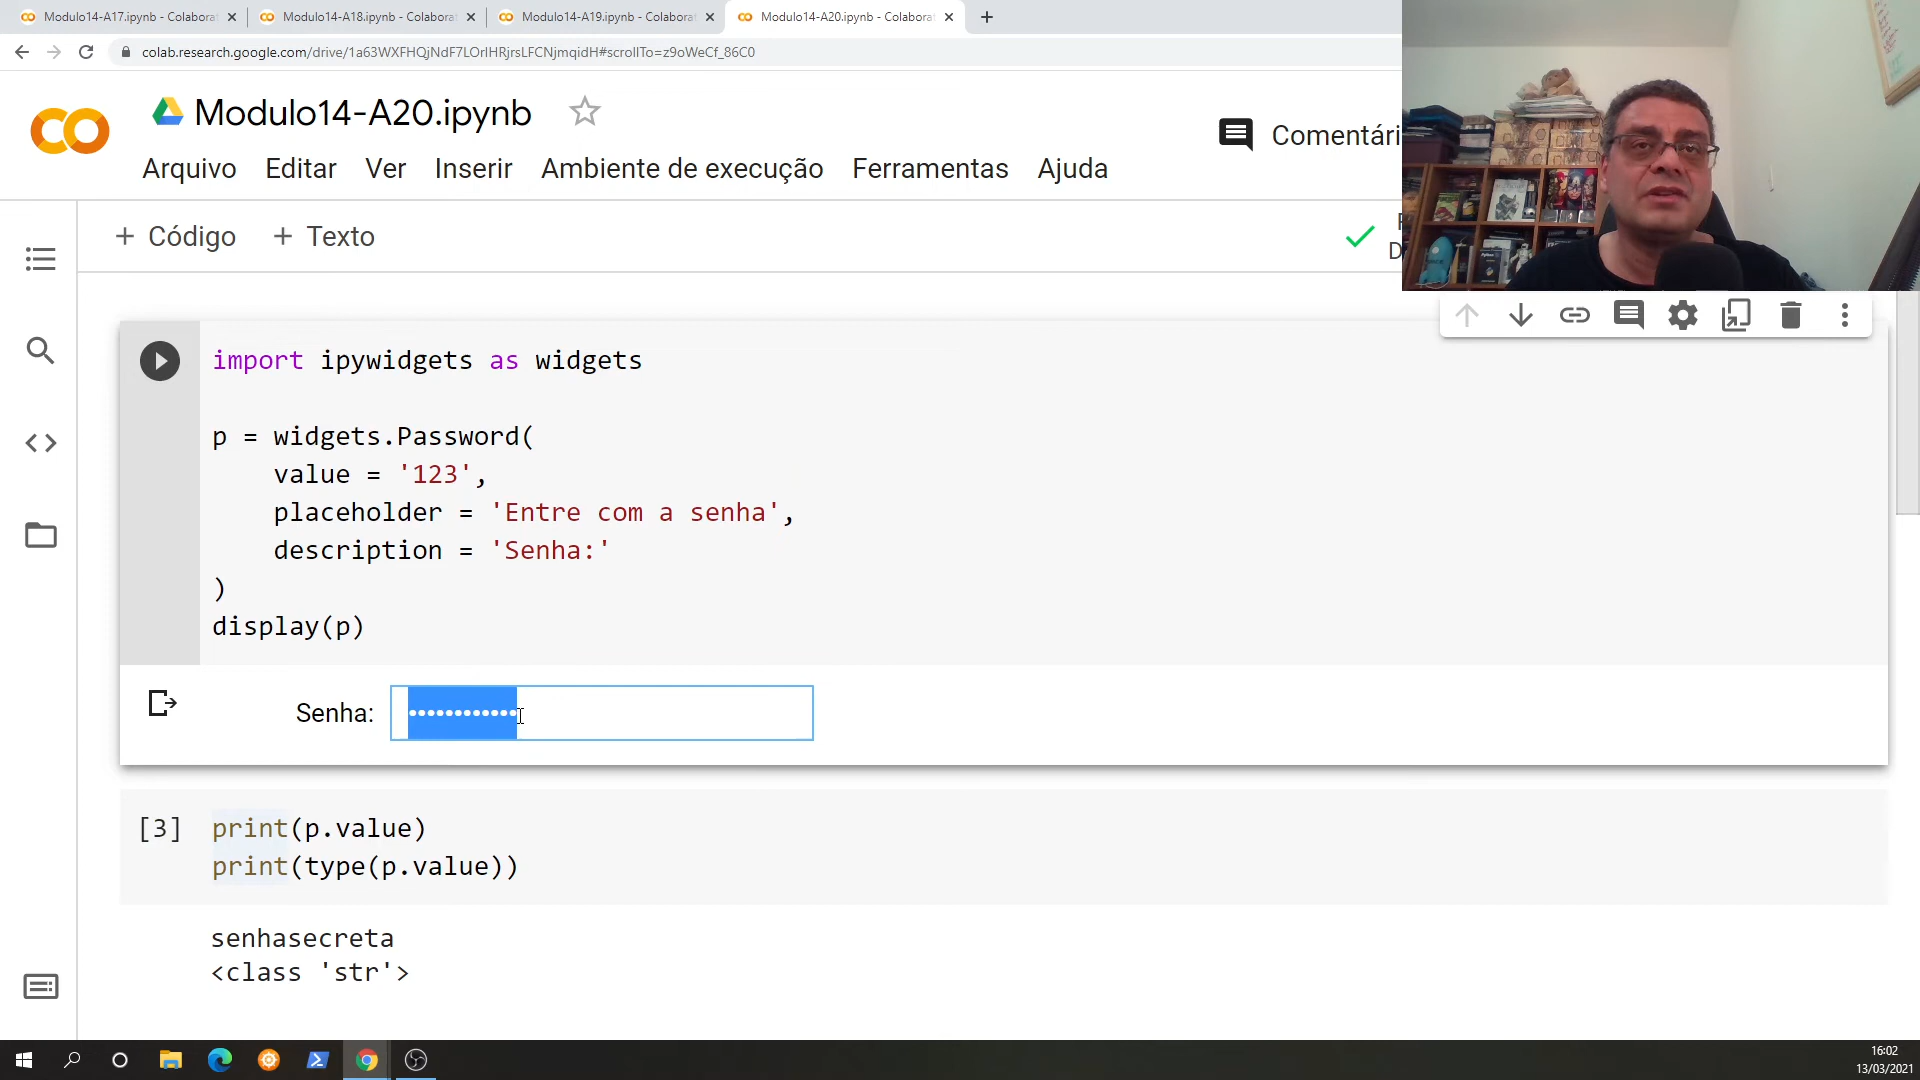 Modulo14-A17.ipynb - Colabora
Modulo14-A18.ipynb - Colabora
Modulo14-A19.ipynb - Colabora
Modulo14-A20.ipynb - Colabora
colab.research.google.com/drive/1a63WXFHQjNdF7LOrIHRjrsLFCNjmqidH#scrollTo=z9oWeCf_86C0
Modulo14-A20.ipynb
Comentári
Arquivo Editar Ver Inserir Ambiente de execução Ferramentas Ajuda
+ Código + Texto
import ipywidgets as widgets
p = widgets.Password(
value = '123',
placeholder = 'Entre com a senha',
description = 'Senha:'
)
display(p)
Senha: ••••••••••••
[3] print(p.value)
print(type(p.value))
senhasecreta
<class 'str'>
16:02
13/03/2021